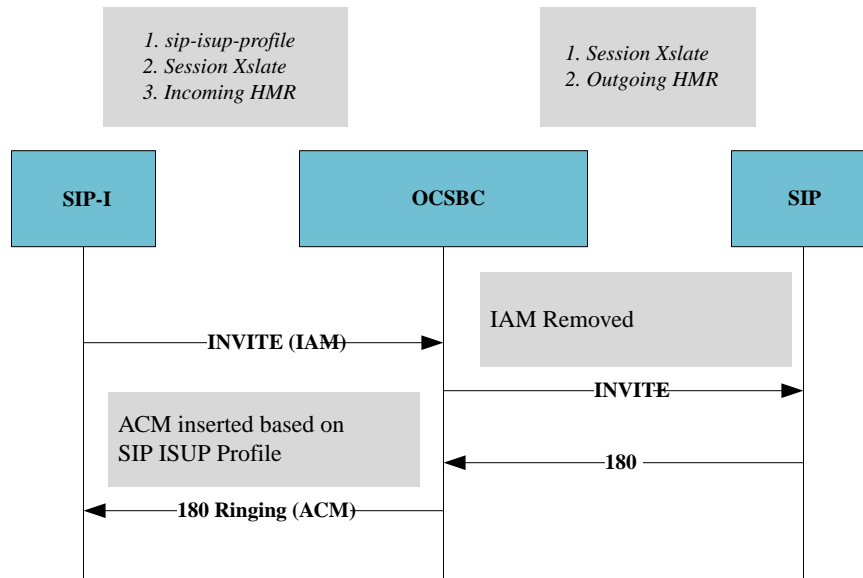 1. sip-isup-profile
2. Session Xslate
3. Incoming HMR
1. Session Xslate
2. Outgoing HMR
SIP-I
OCSBC
SIP
IAM Removed
INVITE (IAM)
INVITE
ACM inserted based on
SIP ISUP Profile
180
180 Ringing (ACM)